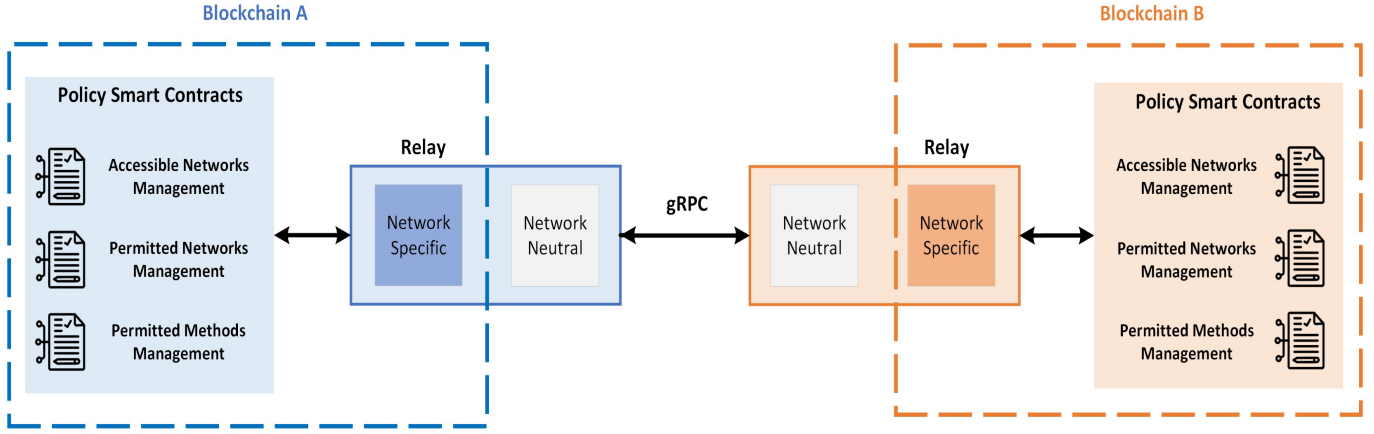 Blockchain A
Policy Smart Contracts
Accessible Networks
Management
Permitted Networks
Management
Permitted Methods
Management
Relay
Network
Specific
Network
Neutral
gRPC
Blockchain B
Relay
Network
Neutral
Network
Specific
Policy Smart Contracts
Accessible Networks
Management
Permitted Networks
Management
Permitted Methods
Management